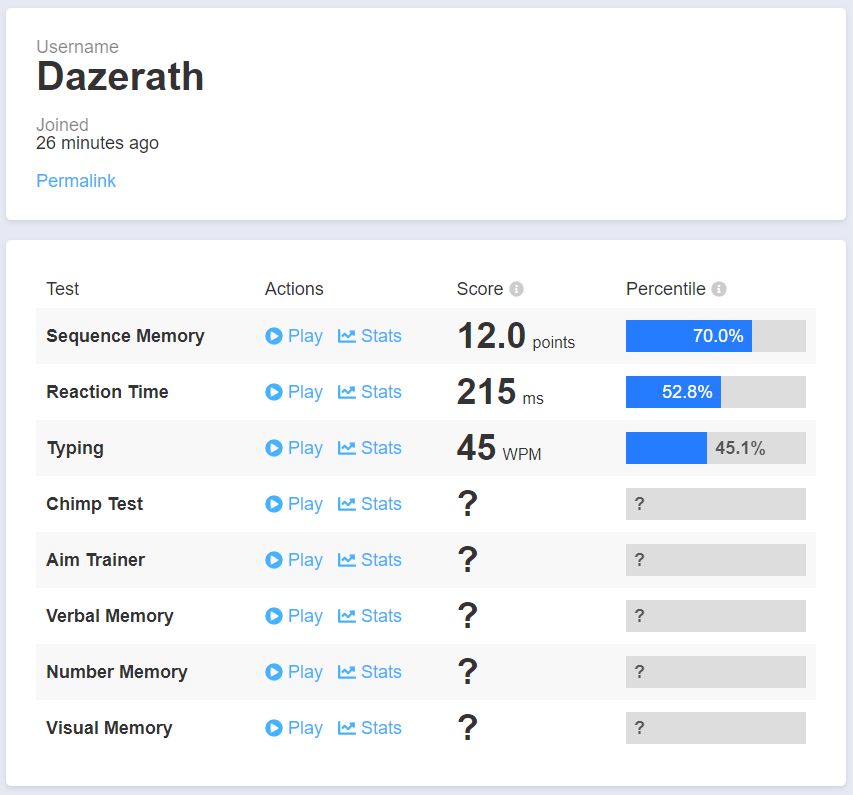 Username
Dazerath
Joined
26 minutes ago
Permalink
Test Actions Score Percentile
Sequence Memory Play Stats 12.0 points 70.0%
Reaction Time Play Stats 215 ms 52.8%
Typing Play Stats 45 WPM 45.1%
Chimp Test Play Stats ? ?
Aim Trainer Play Stats ? ?
Verbal Memory Play Stats ? ?
Number Memory Play Stats ? ?
Visual Memory Play Stats ? ?